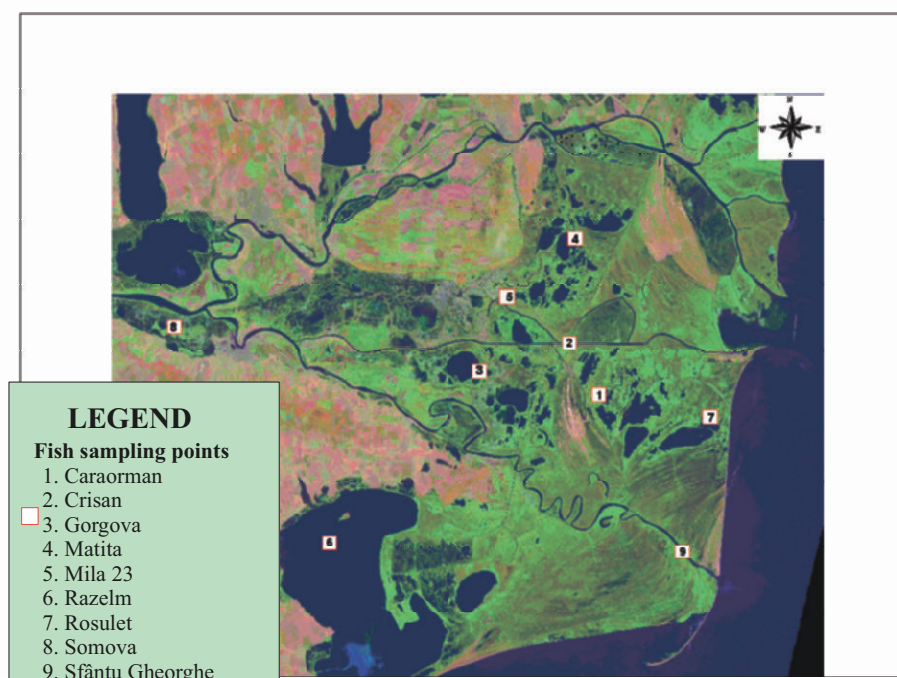 N
W E
S
4
5
8
2
3
1
7
6
9
LEGEND
Fish sampling points
1. Caraorman
2. Crisan
3. Gorgova
4. Matita
5. Mila 23
6. Razelm
7. Rosulet
8. Somova
9. Sfântu Gheorghe